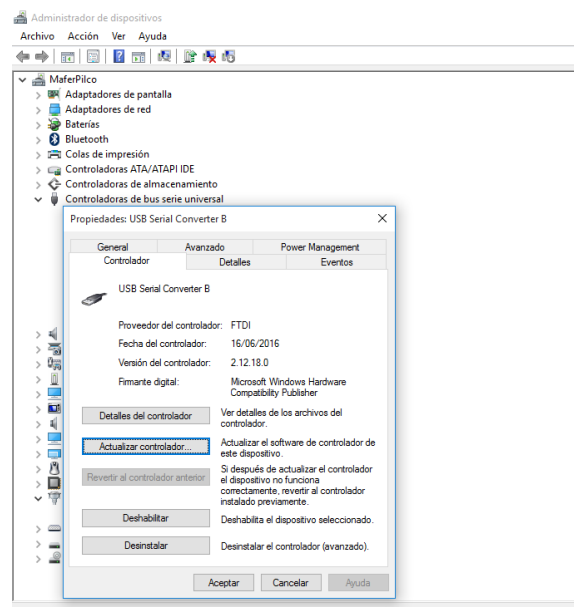 Administrador de dispositivos
Archivo Acción Ver Ayuda
MaferPilco
Adaptadores de pantalla
Adaptadores de red
Baterías
Bluetooth
Colas de impresión
Controladoras ATA/ATAPI IDE
Controladoras de almacenamiento
Controladoras de bus serie universal
Propiedades: USB Serial Converter B
General Avanzado Power Management
Controlador Detalles Eventos
USB Serial Converter B
Proveedor del controlador: FTDI
Fecha del controlador: 16/06/2016
Versión del controlador: 2.12.18.0
Firmante digital: Microsoft Windows Hardware
Compatibility Publisher
Detalles del controlador Ver detalles de los archivos del
controlador.
Actualizar controlador... Actualizar el software de controlador de
este dispositivo.
Revertir al controlador anterior Si después de actualizar el controlador
el dispositivo no funciona
correctamente, revertir al controlador
instalado previamente.
Deshabilitar Deshabilita el dispositivo seleccionado.
Desinstalar Desinstalar el controlador (avanzado).
Aceptar Cancelar Ayuda